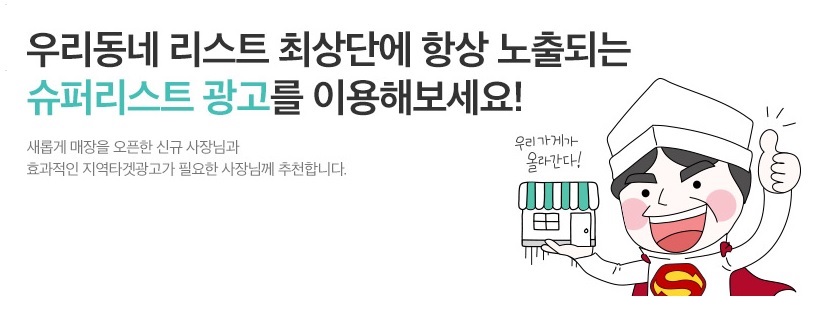 우리동네 리스트 최상단에 항상 노출되는
슈퍼리스트 광고를 이용해보세요!
새롭게 매장을 오픈한 신규 사장님과
효과적인 지역타겟광고가 필요한 사장님께 추천합니다.
우리가게가
올라간다!
S